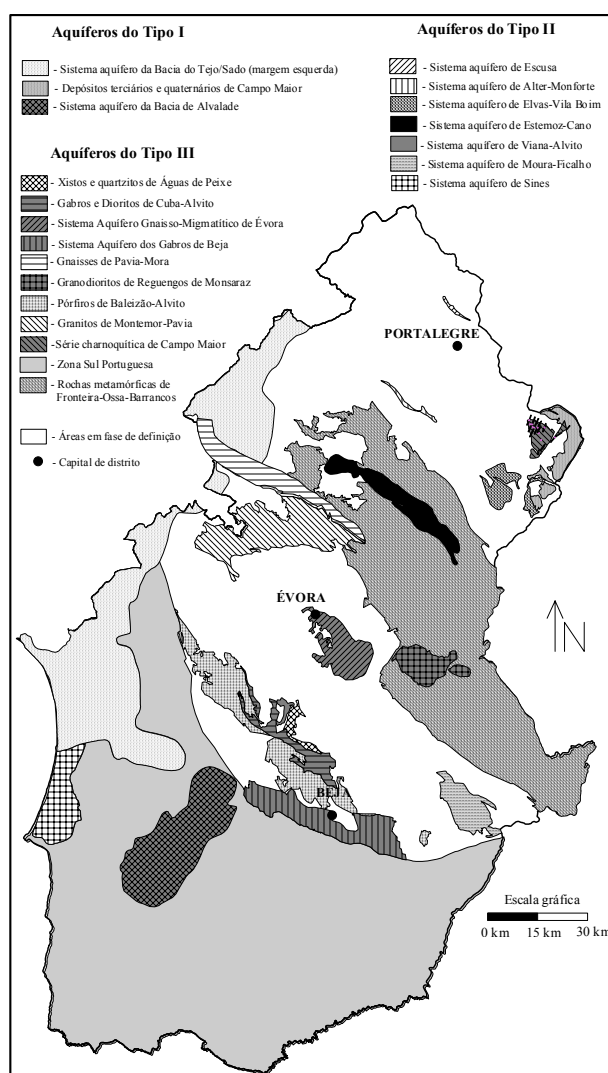 Aquíferos do Tipo I
- Sistema aquífero da Bacia do Tejo/Sado (margem esquerda)
- Depósitos terciários e quaternários de Campo Maior
- Sistema aquífero da Bacia de Alvalade
Aquíferos do Tipo II
- Sistema aquífero de Escusa
- Sistema aquífero de Alter-Monforte
- Sistema aquífero de Elvas-Vila Boim
- Sistema aquífero de Estemoz-Cano
- Sistema aquífero de Viana-Alvito
- Sistema aquífero de Moura-Ficalho
- Sistema aquífero de Sines
Aquíferos do Tipo III
- Xistos e quartzitos de Águas de Peixe
- Gabros e Dioritos de Cuba-Alvito
- Sistema Aquífero Gnaisso-Migmatítico de Évora
- Sistema Aquífero dos Gabros de Beja
- Gnaisses de Pavia-Mora
- Granodioritos de Reguengos de Monsaraz
- Pórfiros de Baleizão-Alvito
- Granitos de Montemor-Pavia
-Série charnoquítica de Campo Maior
- Zona Sul Portuguesa
- Rochas metamórficas de
Fronteira-Ossa-Barrancos
- Áreas em fase de definição
- Capital de distrito
PORTALEGRE
ÉVORA
N
BEJA
Escala gráfica
0 km 15 km 30 km